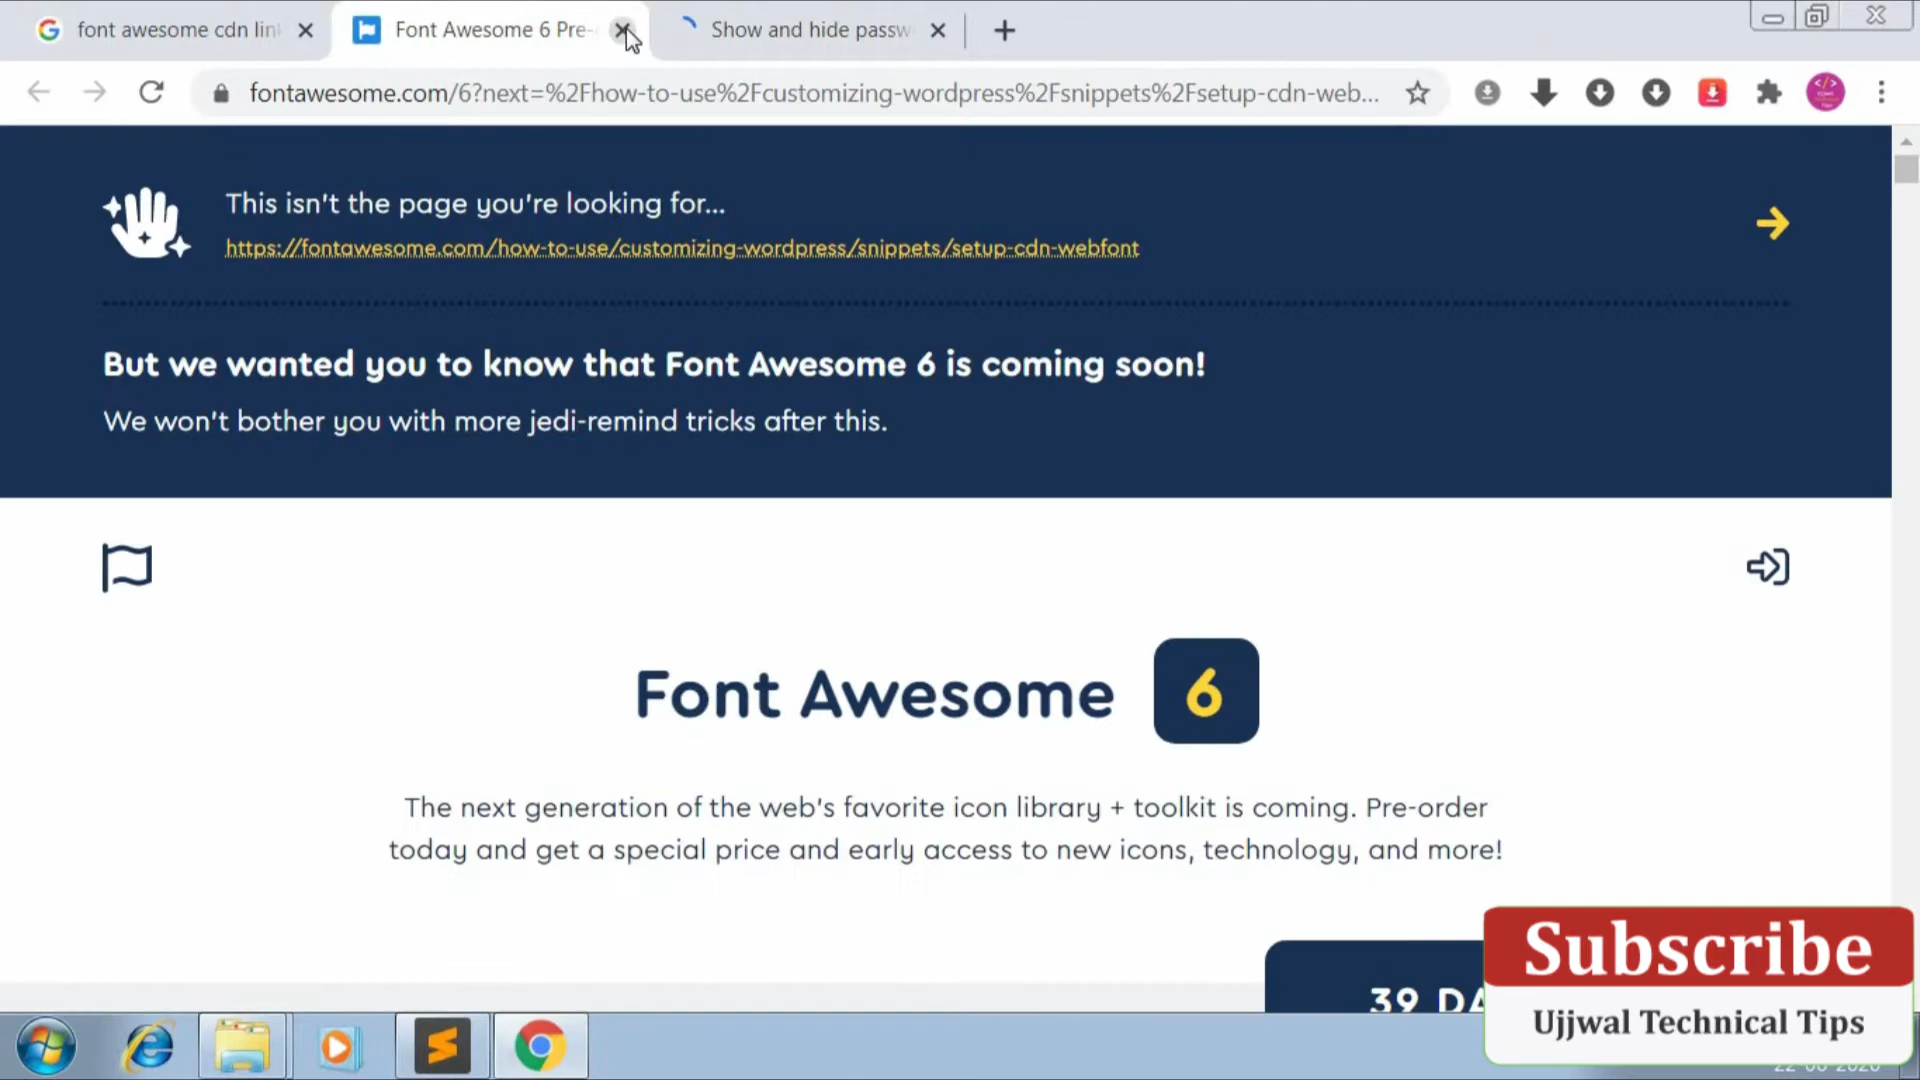 font awesome cdn lin
Font Awesome 6 Pre-
Show and hide passw
fontawesome.com/6?next=%2Fhow-to-use%2Fcustomizing-wordpress%2Fsnippets%2Fsetup-cdn-web...
This isn't the page you're looking for...
https://fontawesome.com/how-to-use/customizing-wordpress/snippets/setup-cdn-webfont
But we wanted you to know that Font Awesome 6 is coming soon!
We won't bother you with more jedi-remind tricks after this.
Font Awesome 6
The next generation of the web's favorite icon library + toolkit is coming. Pre-order
today and get a special price and early access to new icons, technology, and more!
39 DA
Subscribe
Ujjwal Technical Tips